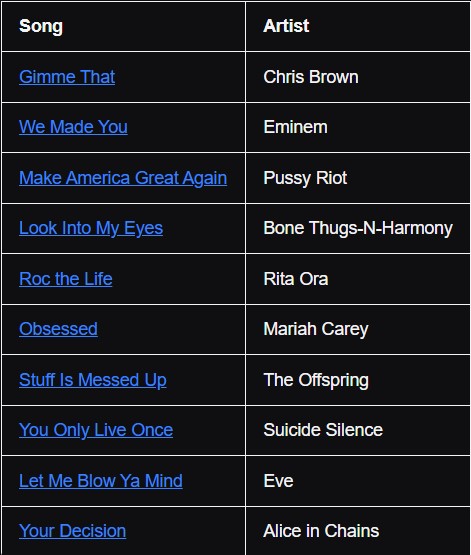 Song Artist
Gimme That Chris Brown
We Made You Eminem
Make America Great Again Pussy Riot
Look Into My Eyes Bone Thugs-N-Harmony
Roc the Life Rita Ora
Obsessed Mariah Carey
Stuff Is Messed Up The Offspring
You Only Live Once Suicide Silence
Let Me Blow Ya Mind Eve
Your Decision Alice in Chains